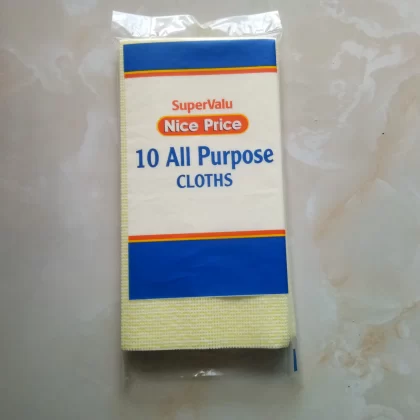 SuperValu
Nice Price
10 All Purpose
CLOTHS